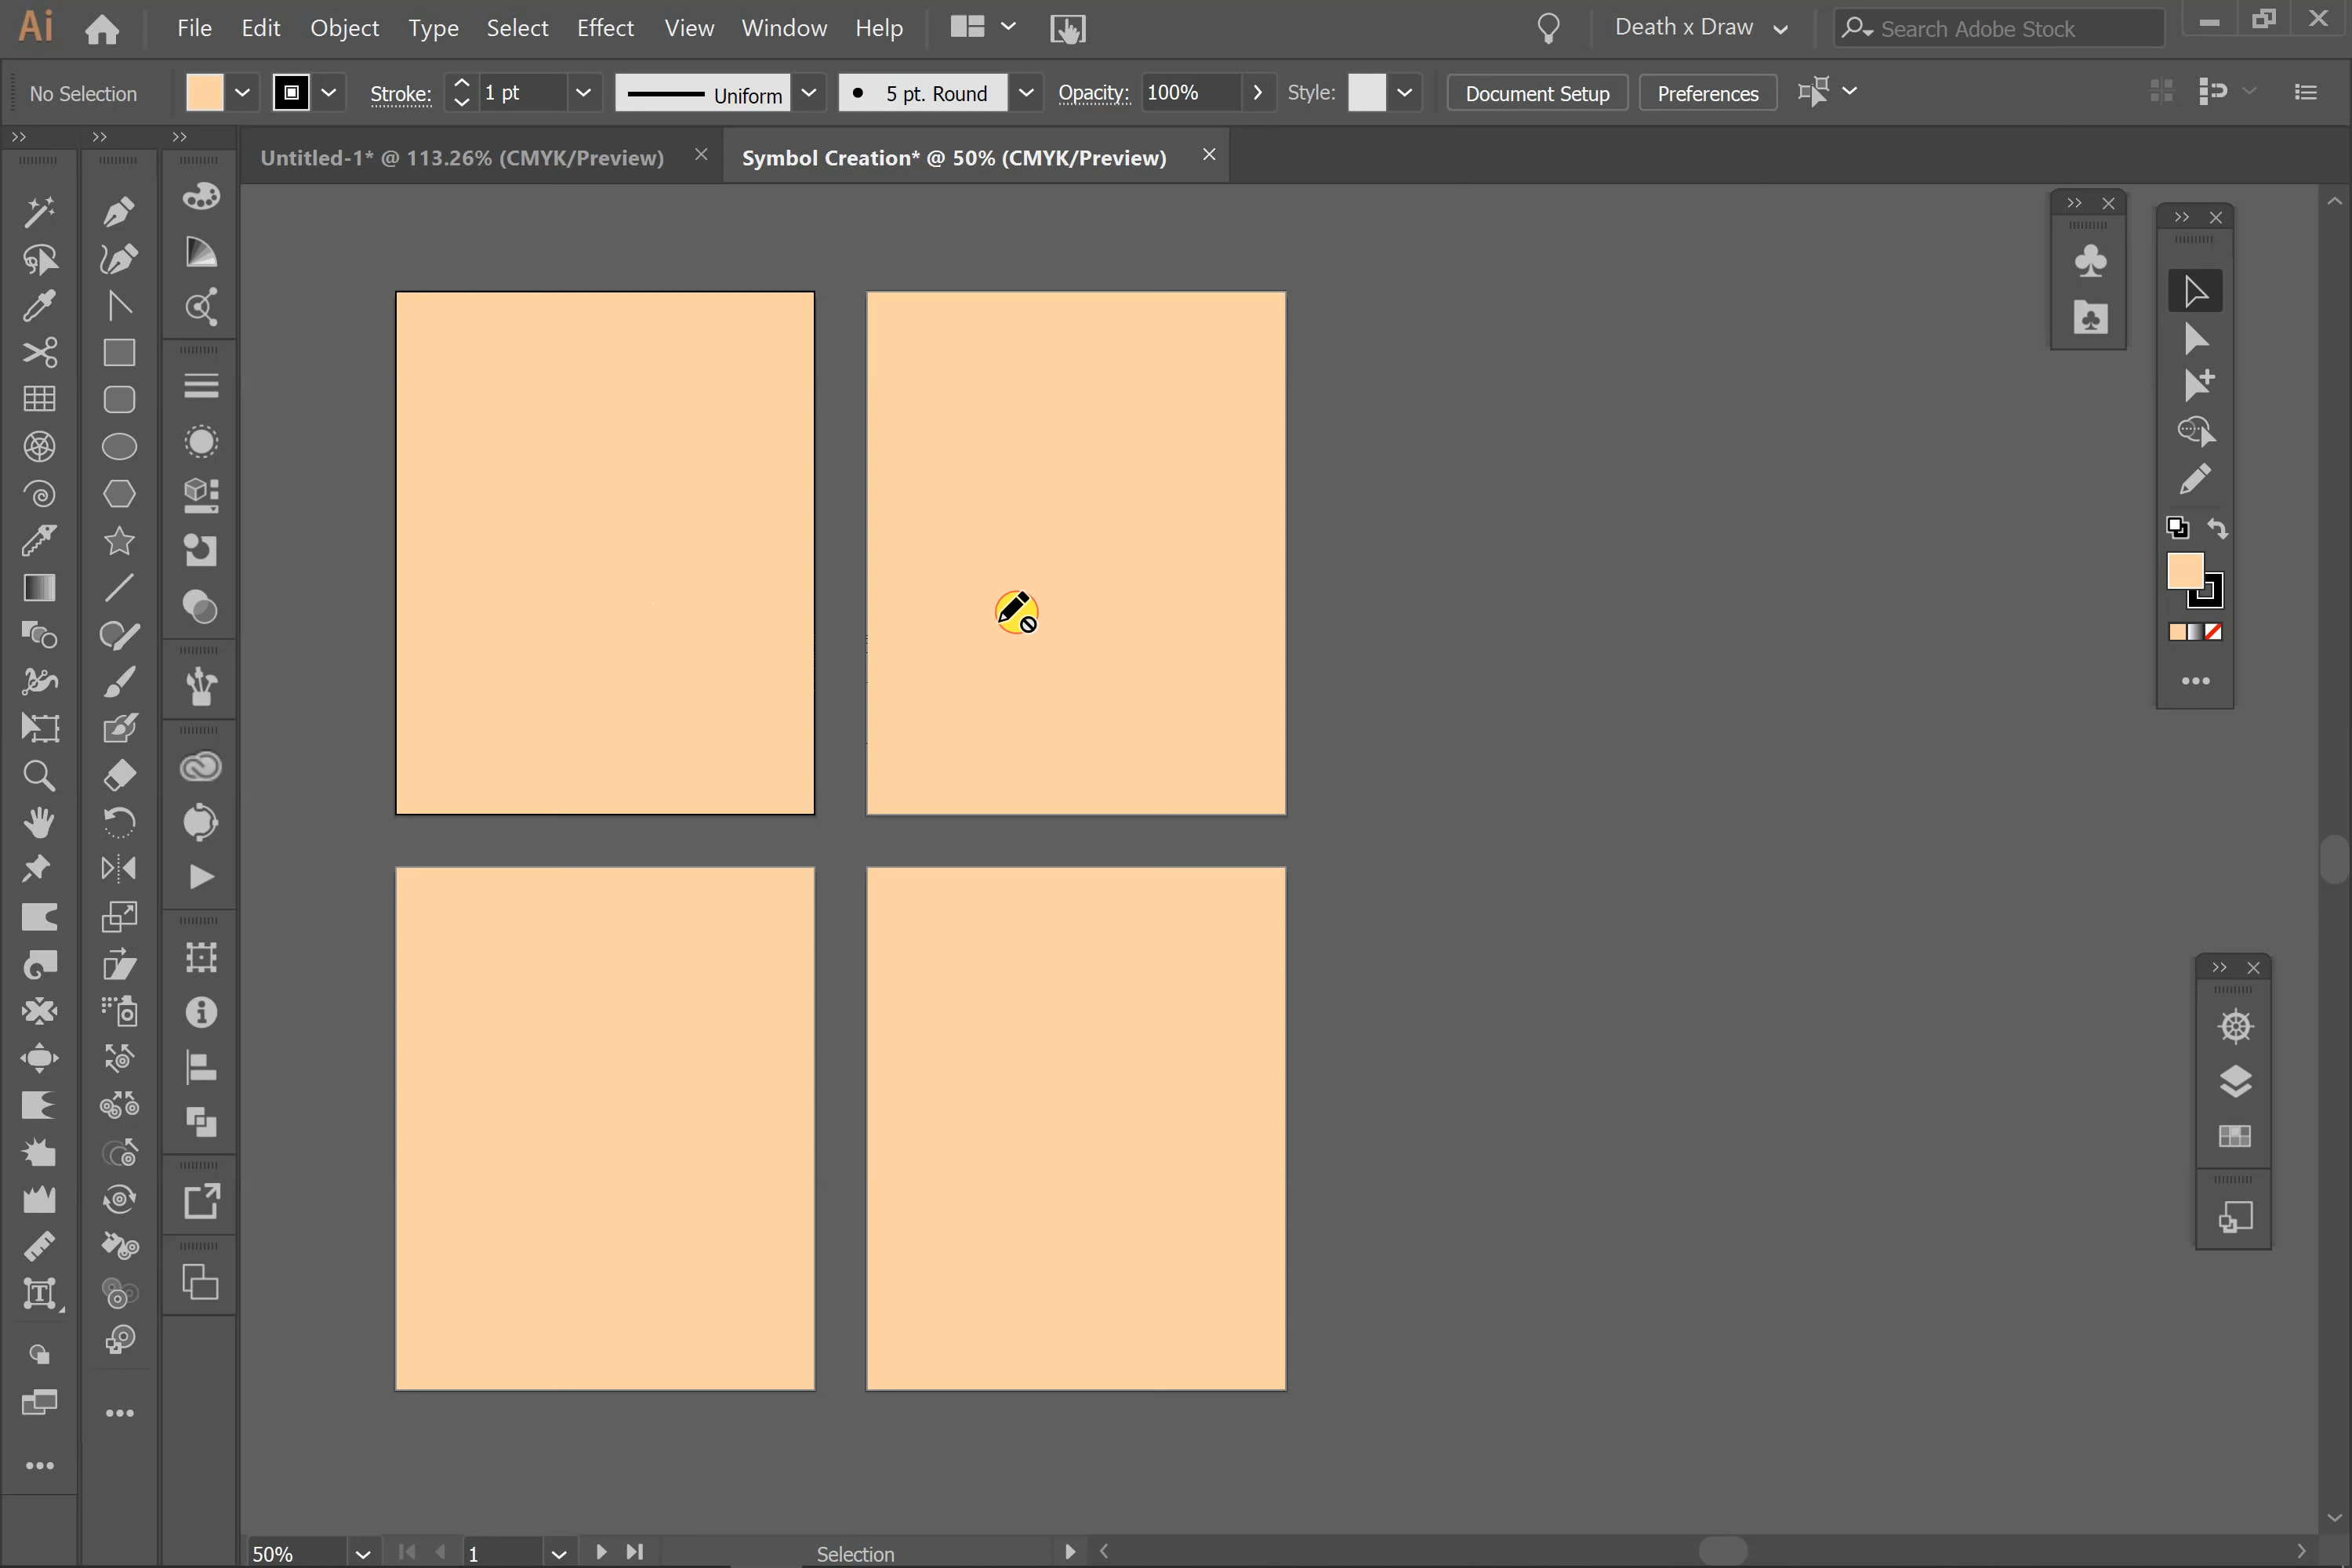 Ai File Edit Object Type Select Effect View Window Help Death x Draw Search Adobe Stock
No Selection Stroke: 1 pt Uniform 5 pt. Round Opacity: 100% Style: Document Setup Preferences
Untitled-1* @ 113.26% (CMYK/Preview) Symbol Creation* @ 50% (CMYK/Preview)
50% 1 Selection